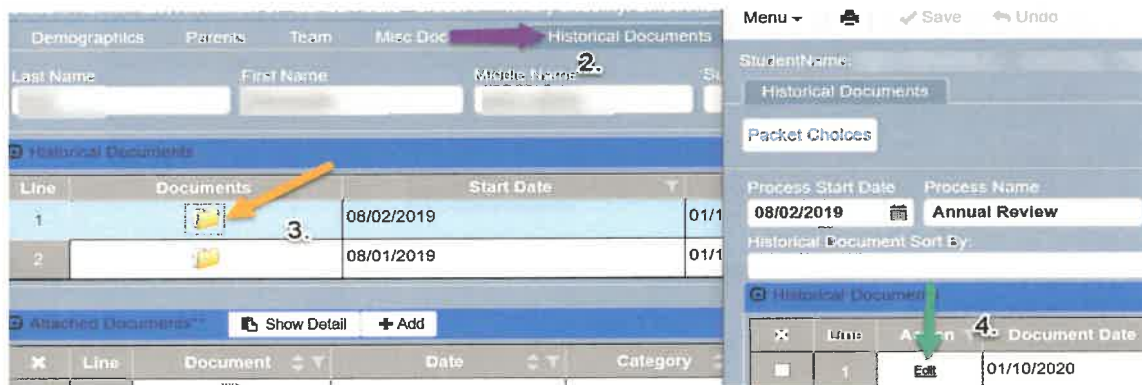 Demographics Parents Team Misc Doc Historical Documents
2.
Last Name First Name Middle Name
Historical Documents
Line Documents Start Date
1 08/02/2019 01/1
3.
2 08/01/2019 01/1
Attached Documents** Show Detail + Add
Line Document Date Category
Menu Save Undo
StudentName:
Historical Documents
Packet Choices
Process Start Date Process Name
08/02/2019 Annual Review
Historical Document Sort By:
Historical Documents
Line Action 4. Document Date
1 Edit 01/10/2020